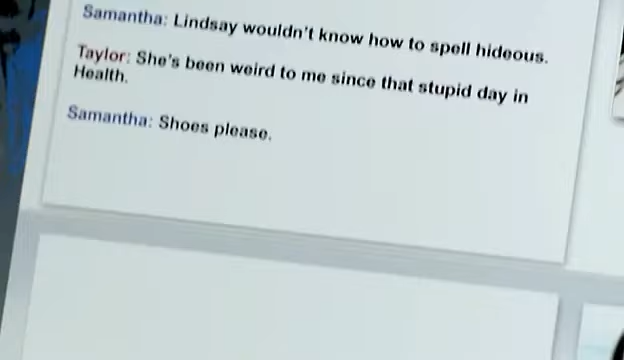 Samantha: Lindsay wouldn't know how to spell hideous.
Taylor: She's been weird to me since that stupid day in
Health.
Samantha: Shoes please.